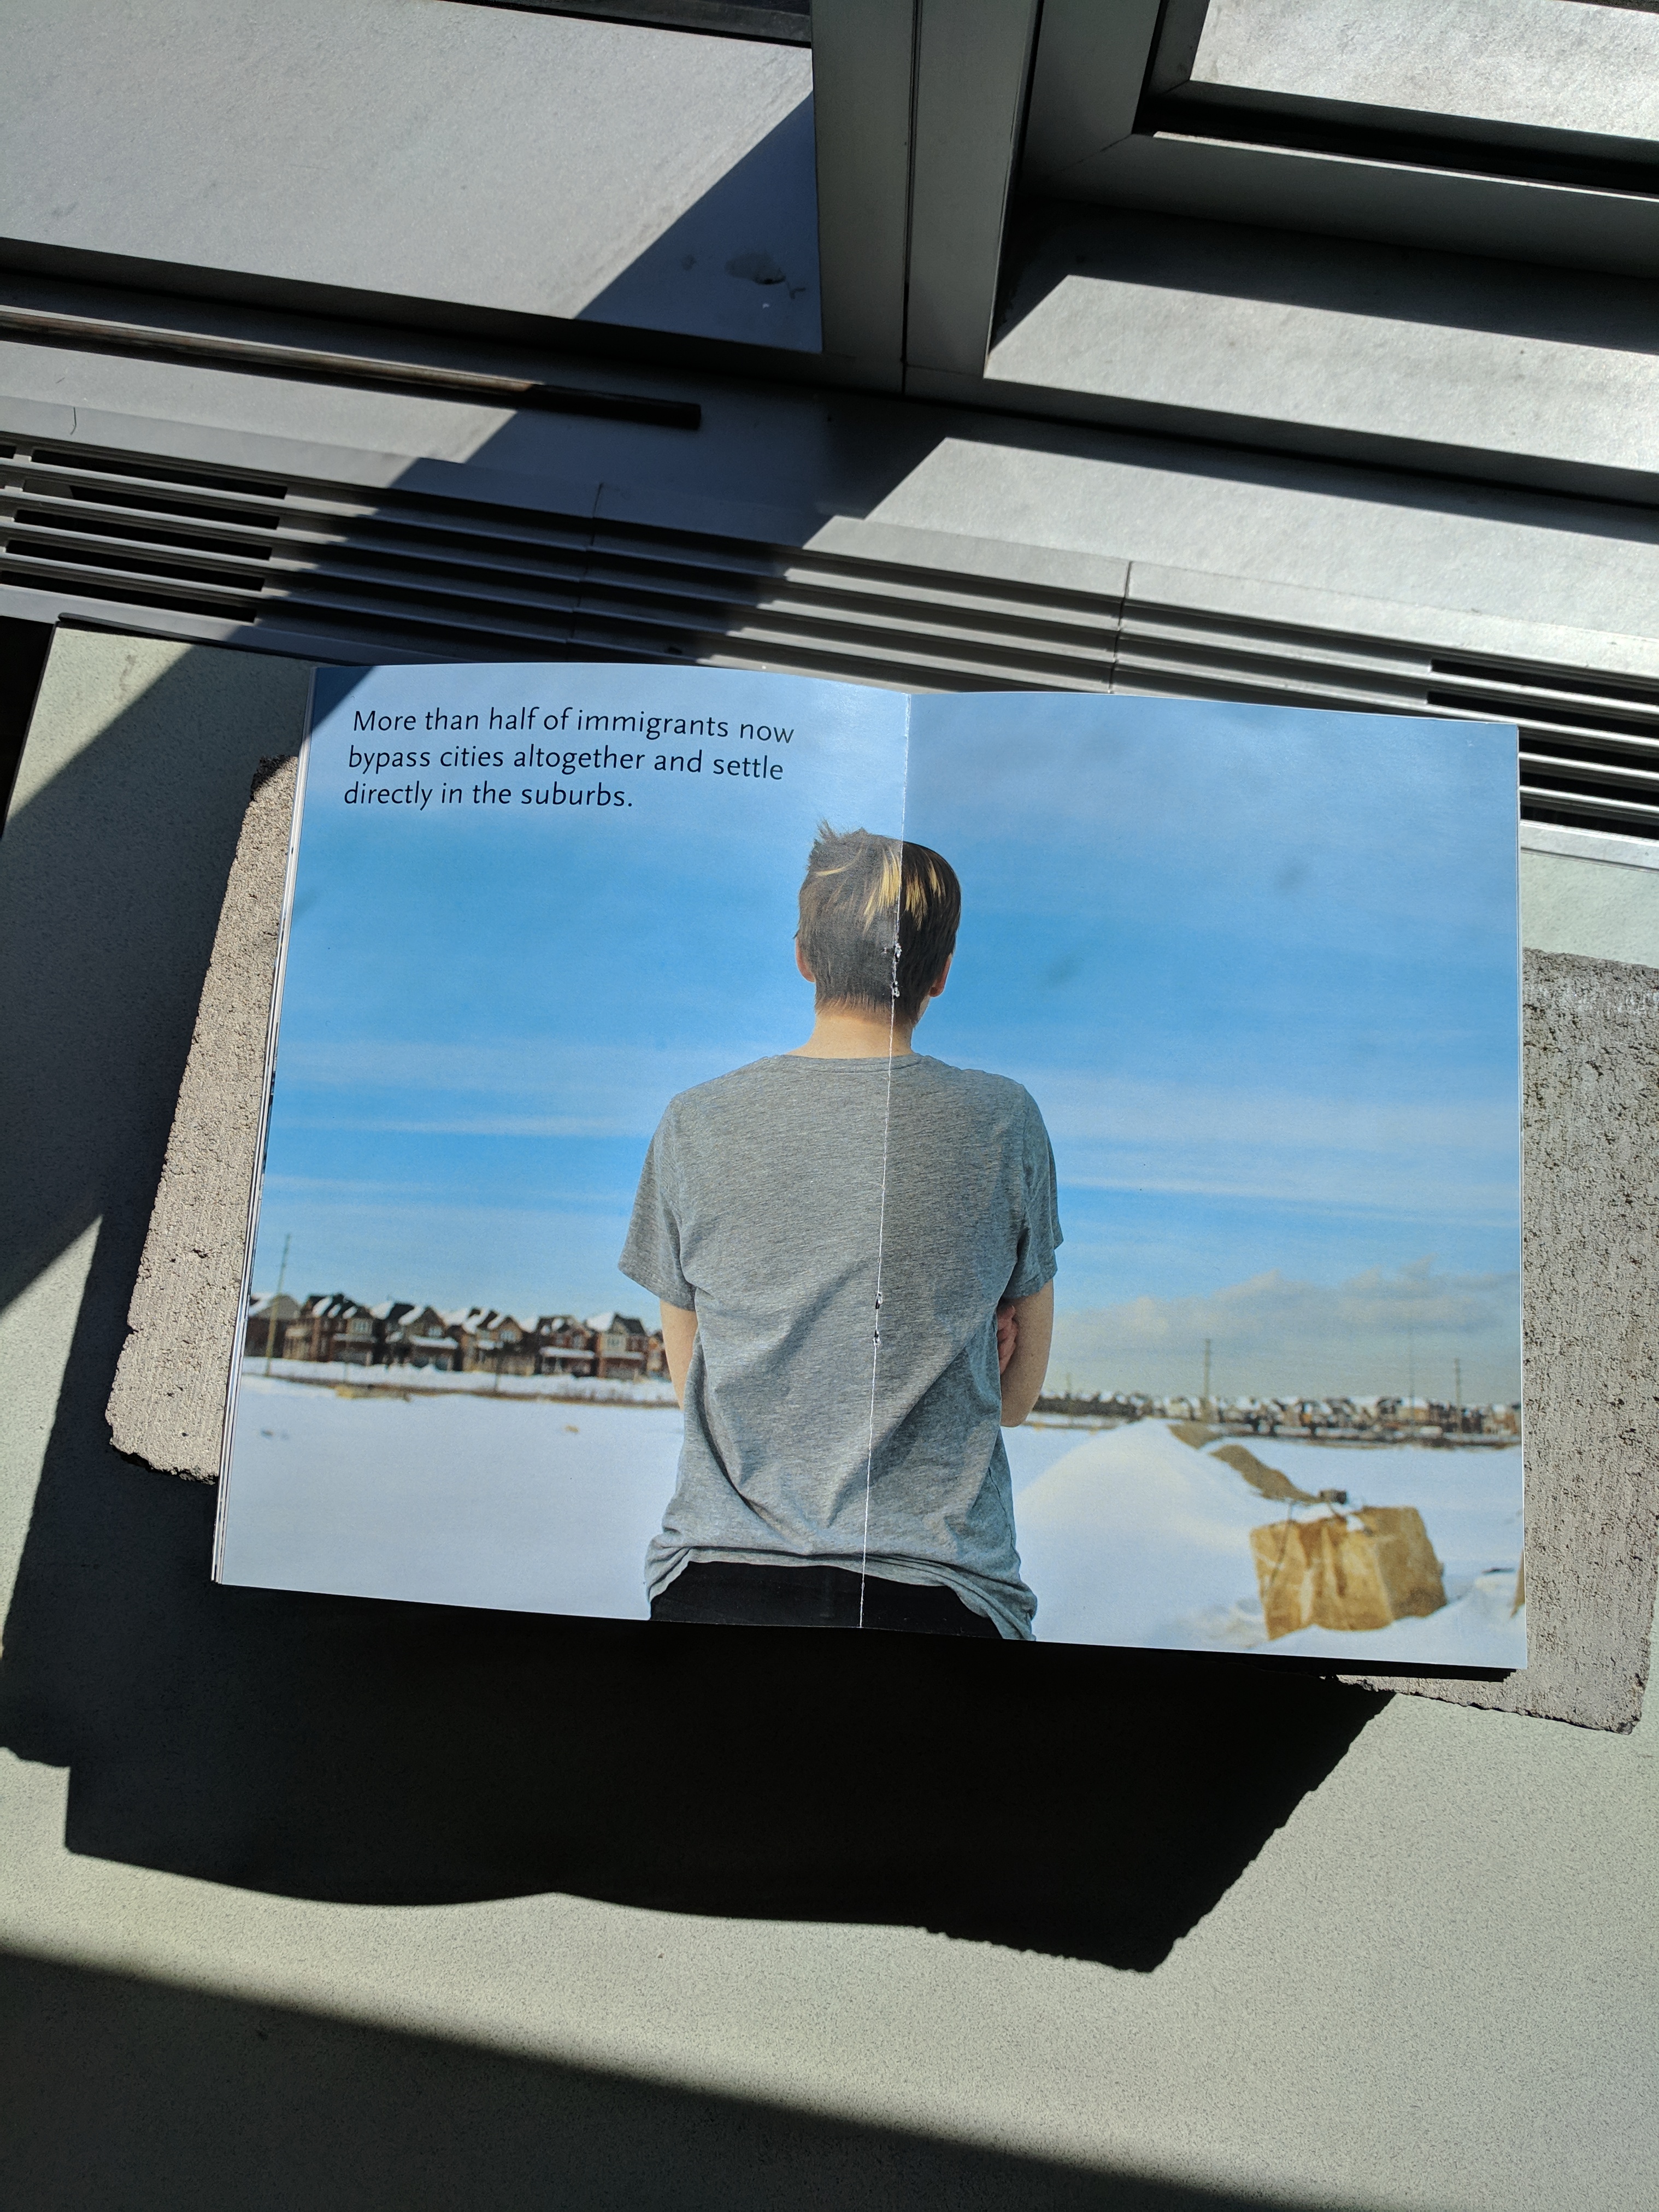 More than half of immigrants now
bypass cities altogether and settle
directly in the suburbs.